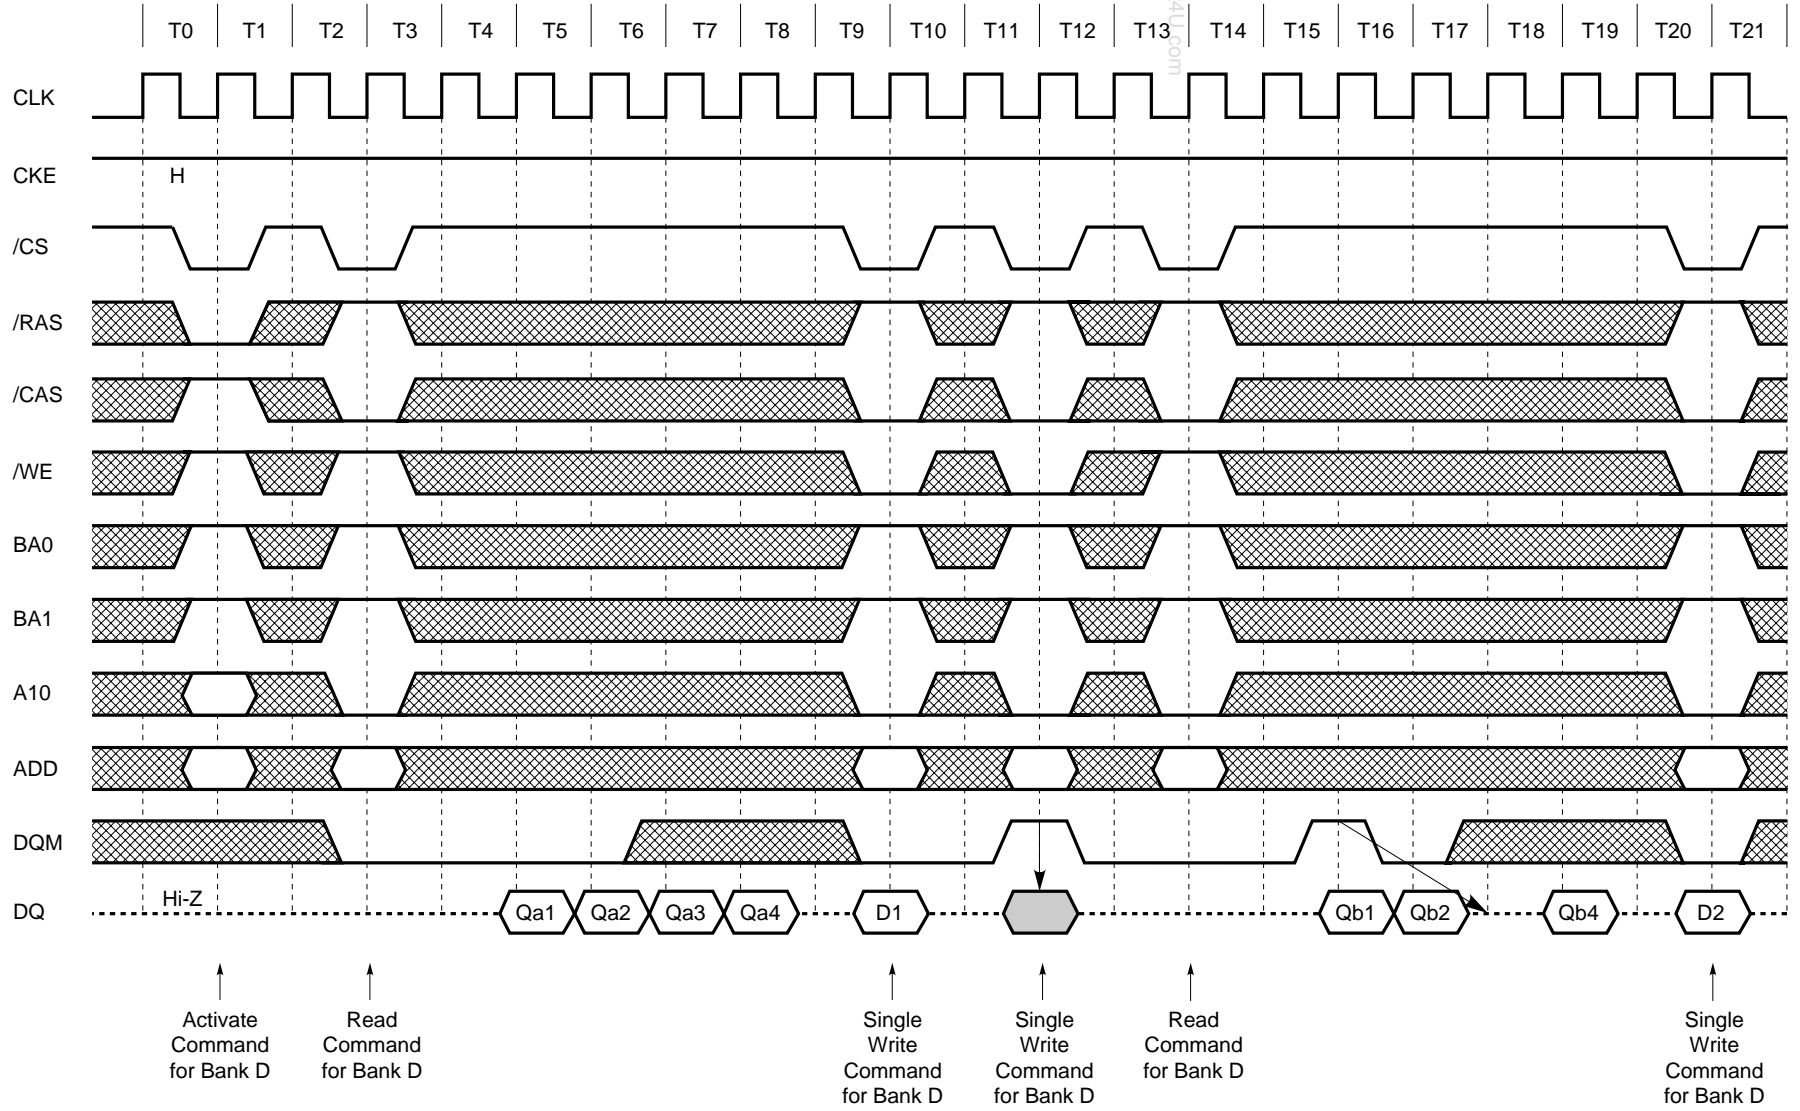 T0 T1 T2 T3 T4 T5 T6 T7 T8 T9 T10 T11 T12 T13 T14 T15 T16 T17 T18 T19 T20 T21
4U.com
CLK
CKE H
/CS
/RAS
/CAS
/WE
BA0
BA1
A10
ADD
DQM
DQ Hi-Z Qa1 Qa2 Qa3 Qa4 D1 Qb1 Qb2 Qb4 D2
Activate
Command
for Bank D
Read
Command
for Bank D
Single
Write
Command
for Bank D
Single
Write
Command
for Bank D
Read
Command
for Bank D
Single
Write
Command
for Bank D